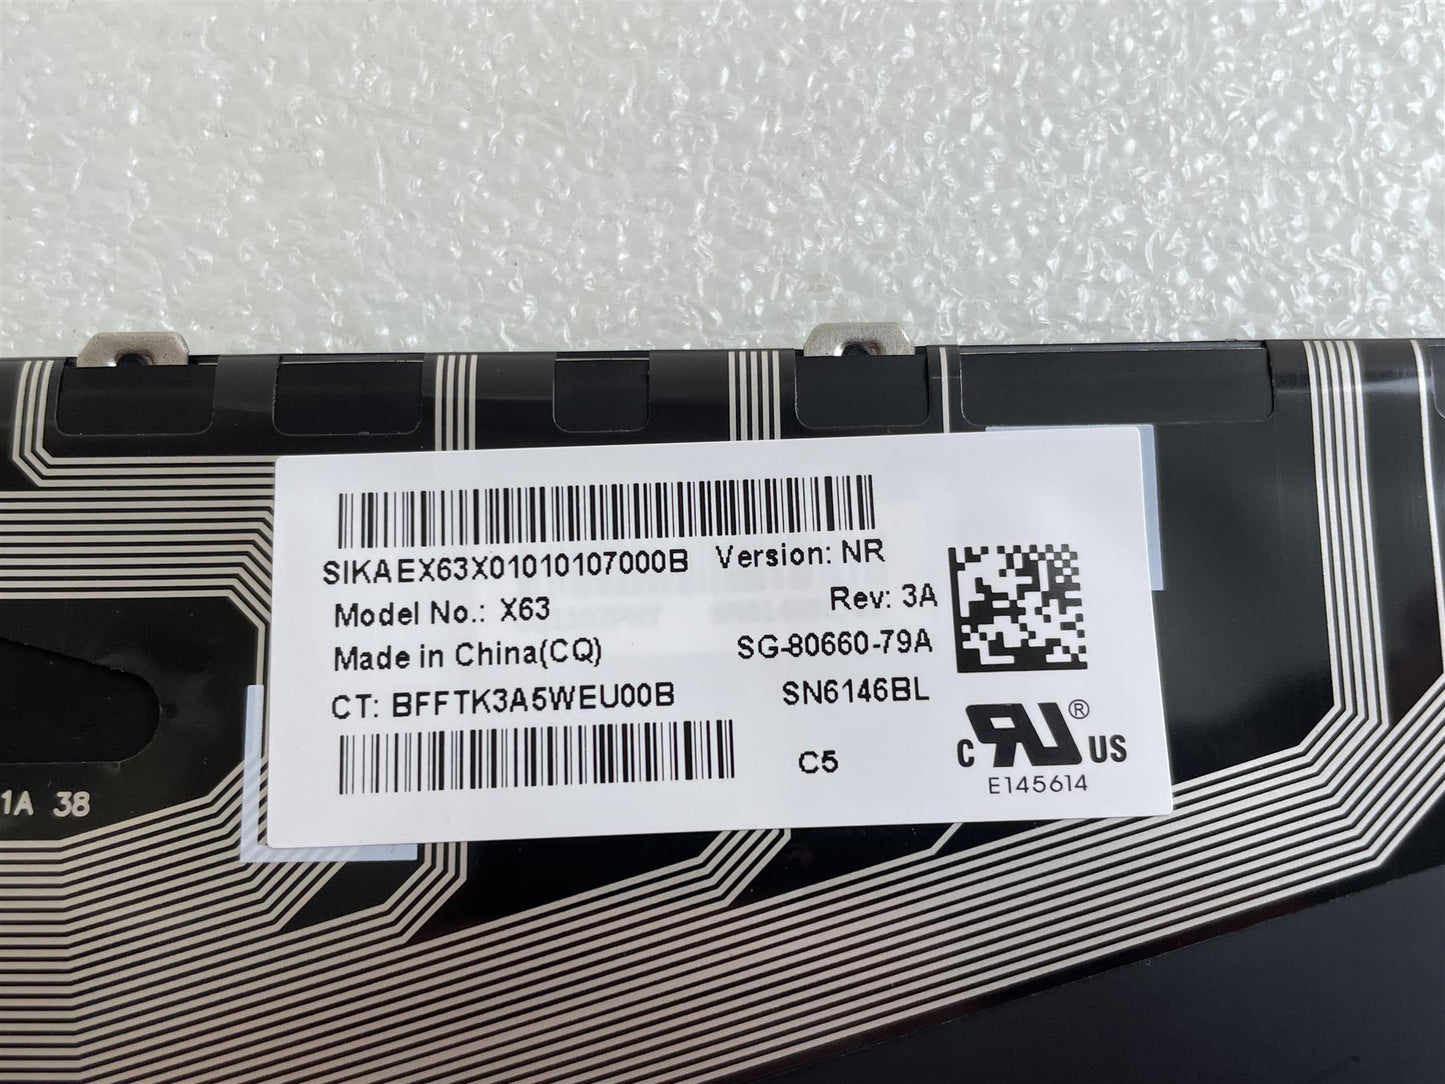 SIKAEX63X01010107000B Version: NR
Model No.: X63 Rev: 3A
Made in China(CQ) SG-80660-79A
CT: BFFTK3A5WEU00B SN6146BL
C5
C RU ® US
E145614
1A 38